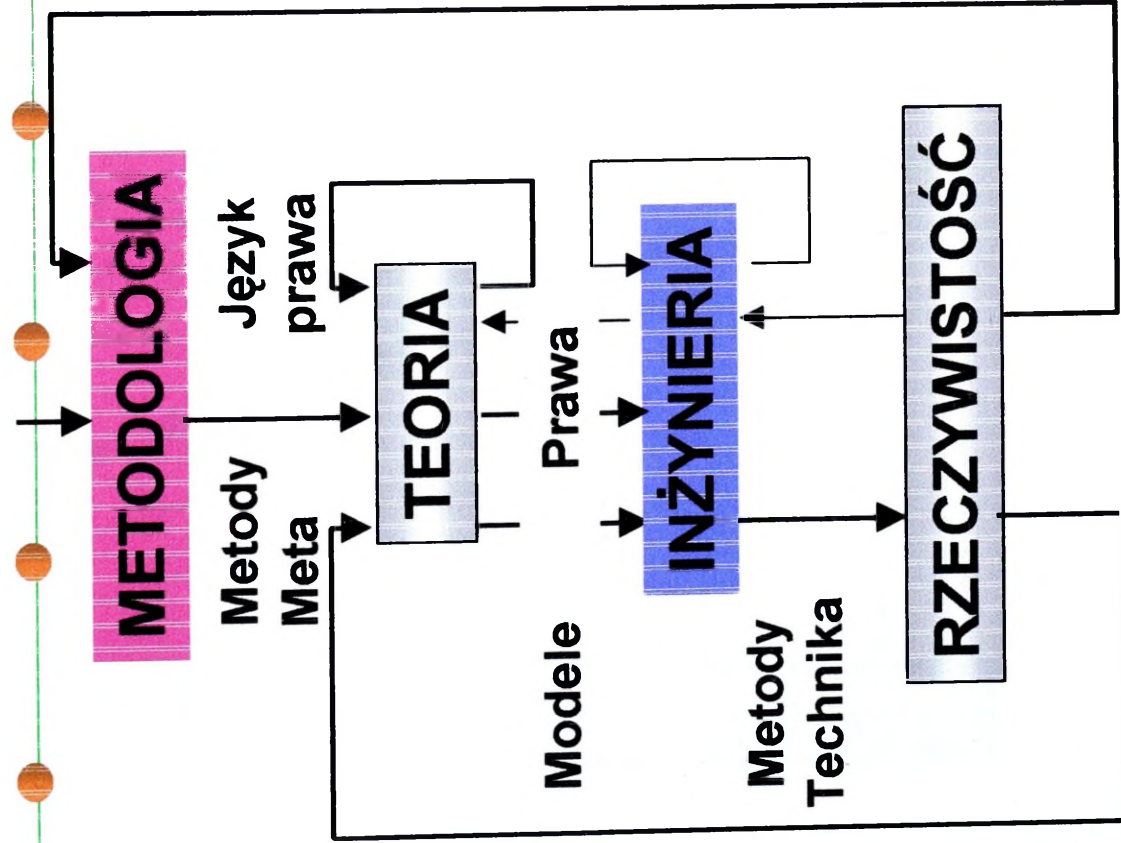 METODOLOGIA
Metody
Meta
Język
prawa
TEORIA
Modele
Prawa
INŻYNIERIA
Metody
Technika
RZECZYWISTOŚĆ